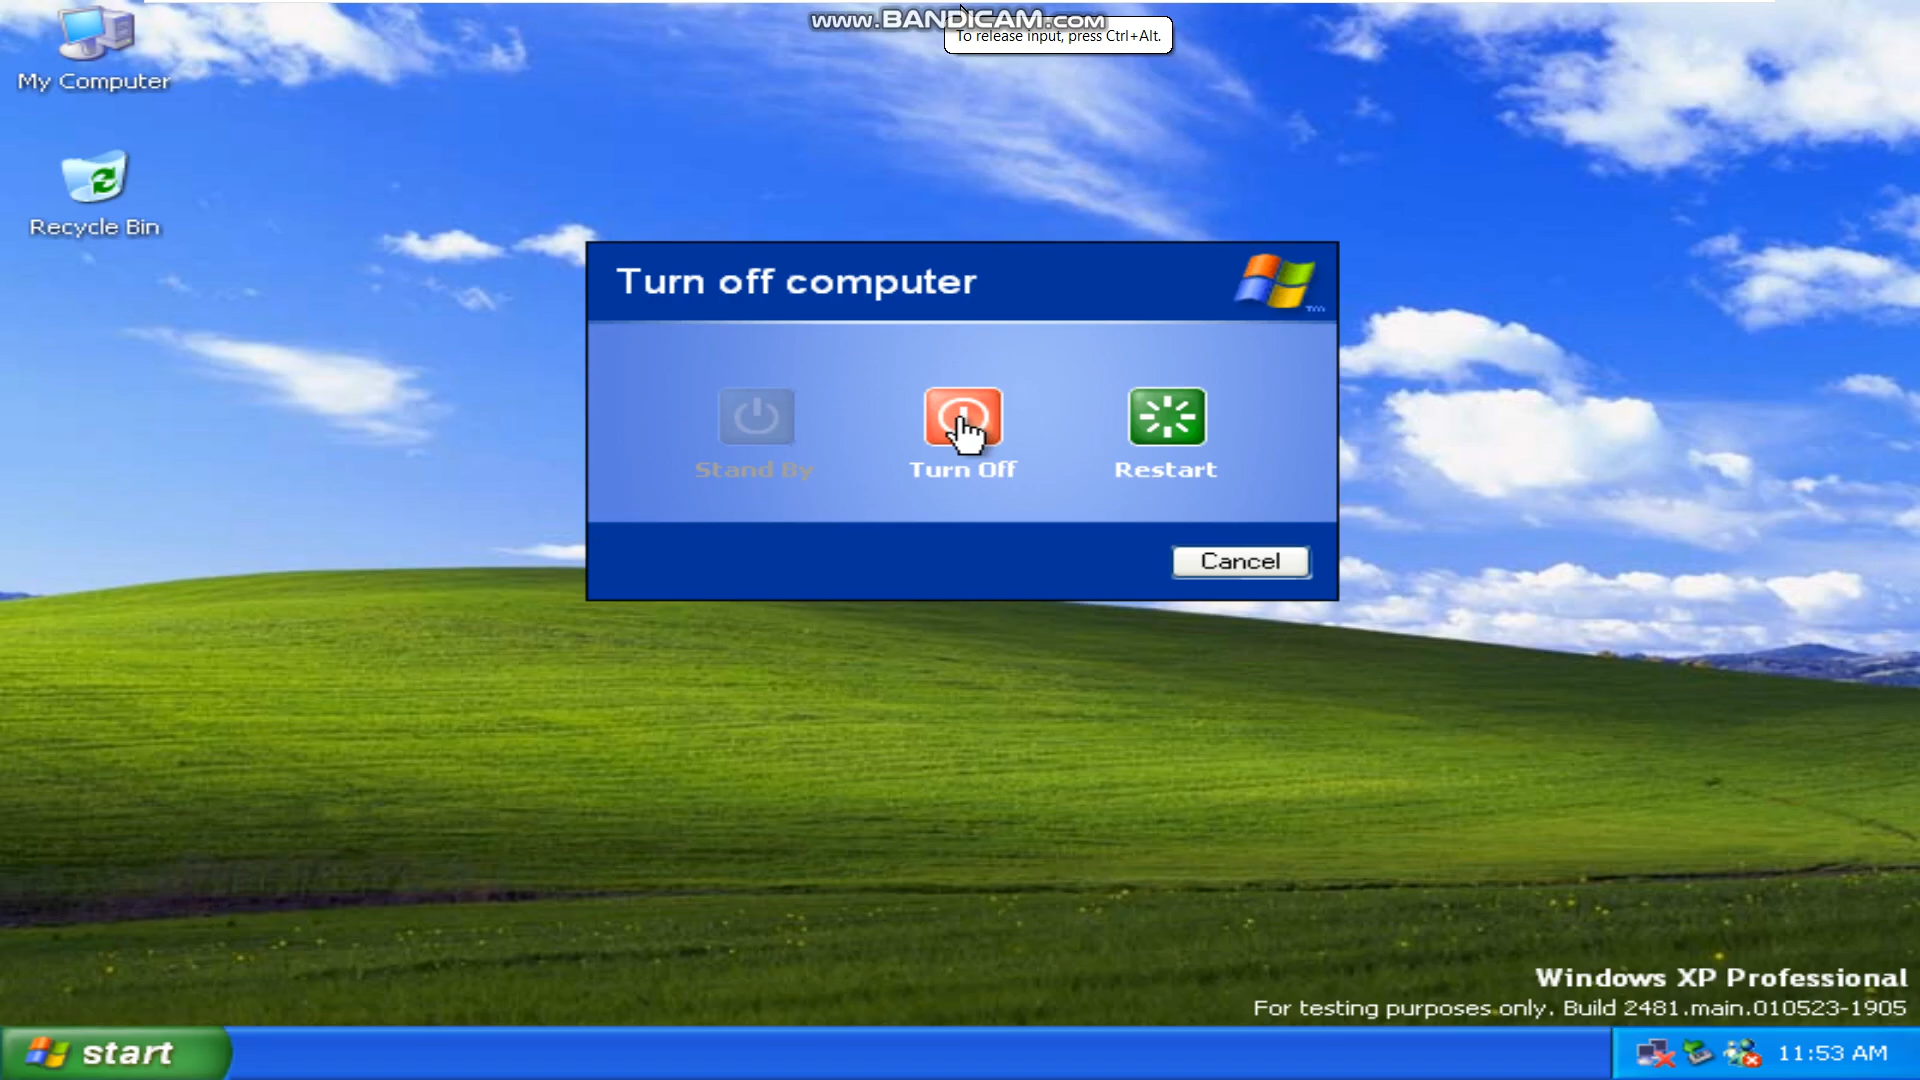 www.BANDICAM.com
To release input, press Ctrl+Alt.
My Computer
Recycle Bin
Turn off computer
TM
Stand By
Turn Off
Restart
Cancel
Windows XP Professional
For testing purposes only. Build 2481.main.010523-1905
start
11:53 AM